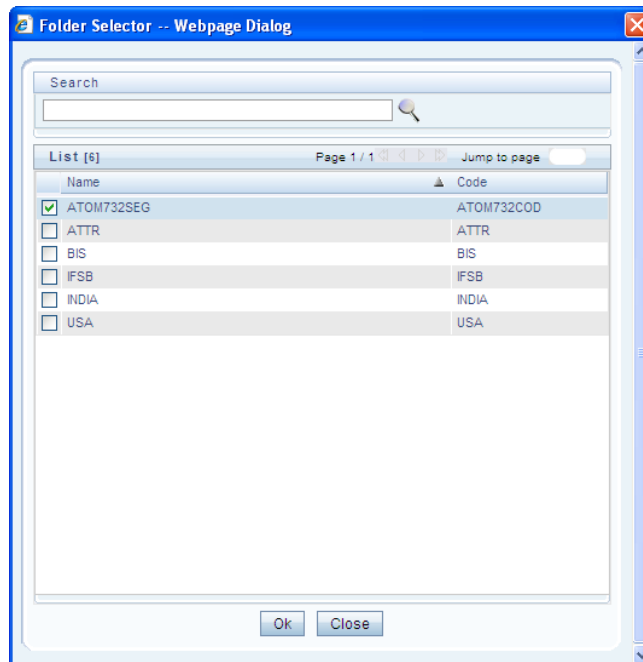 Folder Selector -- Webpage Dialog
Search
List [6] Page 1 / 1 Jump to page
Name Code
ATOM732SEG ATOM732COD
ATTR ATTR
BIS BIS
IFSB IFSB
INDIA INDIA
USA USA
Ok Close